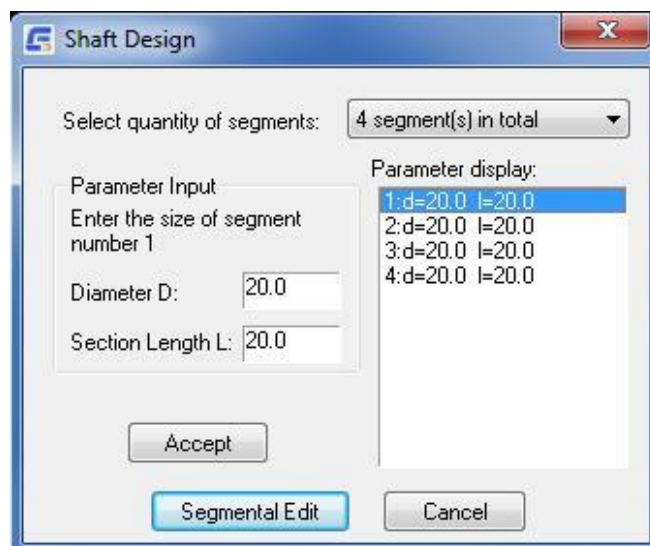 Shaft Design
Select quantity of segments:
4 segment(s) in total
Parameter Input
Enter the size of segment
number 1
Diameter D:
20.0
Section Length L:
20.0
Accept
Parameter display:
1:d=20.0 l=20.0
2:d=20.0 l=20.0
3:d=20.0 l=20.0
4:d=20.0 l=20.0
Segmental Edit
Cancel